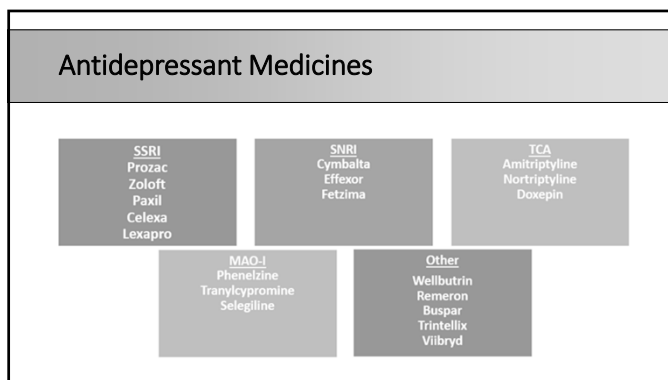 Antidepressant Medicines
SSRI
Prozac
Zoloft
Paxil
Celexa
Lexapro
SNRI
Cymbalta
Effexor
Fetzima
TCA
Amitriptyline
Nortriptyline
Doxepin
MAO-I
Phenelzine
Tranylcypromine
Selegiline
Other
Wellbutrin
Remeron
Buspar
Trintellix
Viibryd